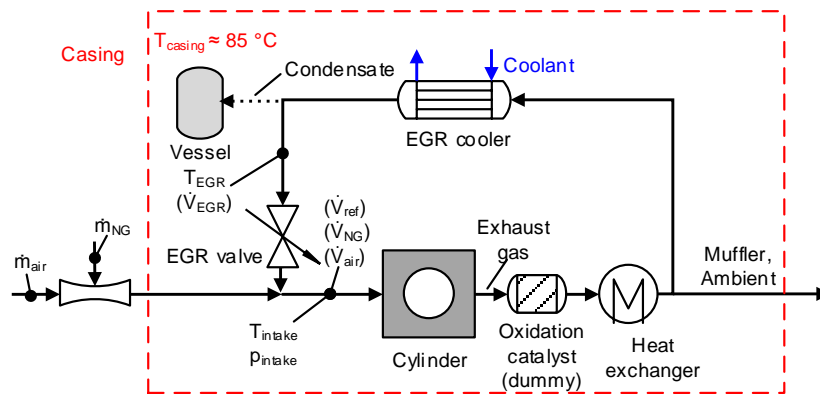 Casing
T_casing ≈ 85 °C
Condensate
Coolant
Vessel
EGR cooler
T_EGR
(V̇_EGR)
(V̇_ref)
(V̇_NG)
(V̇_air)
ṁ_NG
ṁ_air
EGR valve
Exhaust
gas
Muffler,
Ambient
T_intake
p_intake
Cylinder
Oxidation
catalyst
(dummy)
Heat
exchanger